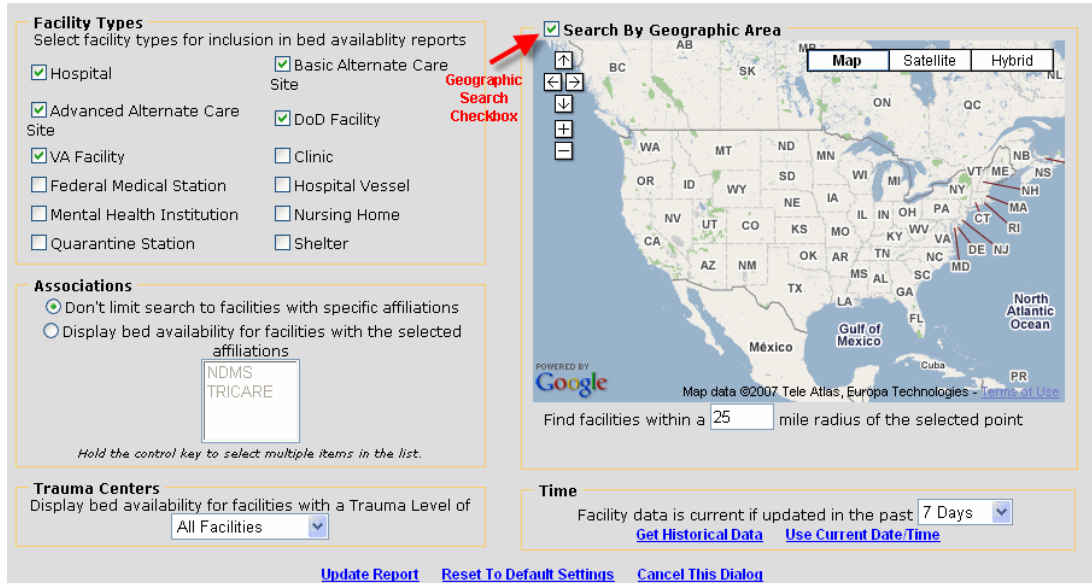 Facility Types
Select facility types for inclusion in bed availablity reports
Hospital
Basic Alternate Care
Site
Advanced Alternate Care
Site
DoD Facility
VA Facility
Clinic
Federal Medical Station
Hospital Vessel
Mental Health Institution
Nursing Home
Quarantine Station
Shelter
Associations
Don't limit search to facilities with specific affiliations
Display bed availability for facilities with the selected
affiliations
NDMS
TRICARE
Hold the control key to select multiple items in the list.
Trauma Centers
Display bed availability for facilities with a Trauma Level of
All Facilities
Search By Geographic Area
Geographic
Search
Checkbox
Map Satellite Hybrid
AB
BC SK NL
ON QC
WA MT ND MN NB
OR ID WY SD WI MI VT ME NS
NY NH
NE IA MA
NV UT CO KS MO IL IN OH PA CT RI
CA KY WV VA DE NJ
AZ NM OK AR TN NC MD
MS AL SC
TX LA GA
FL
North
Atlantic
Ocean
Gulf of
Mexico
México
Cuba
PR
POWERED BY
Google
Map data ©2007 Tele Atlas, Europa Technologies - Terms of Use
Find facilities within a 25 mile radius of the selected point
Time
Facility data is current if updated in the past 7 Days
Get Historical Data Use Current Date/Time
Update Report Reset To Default Settings Cancel This Dialog